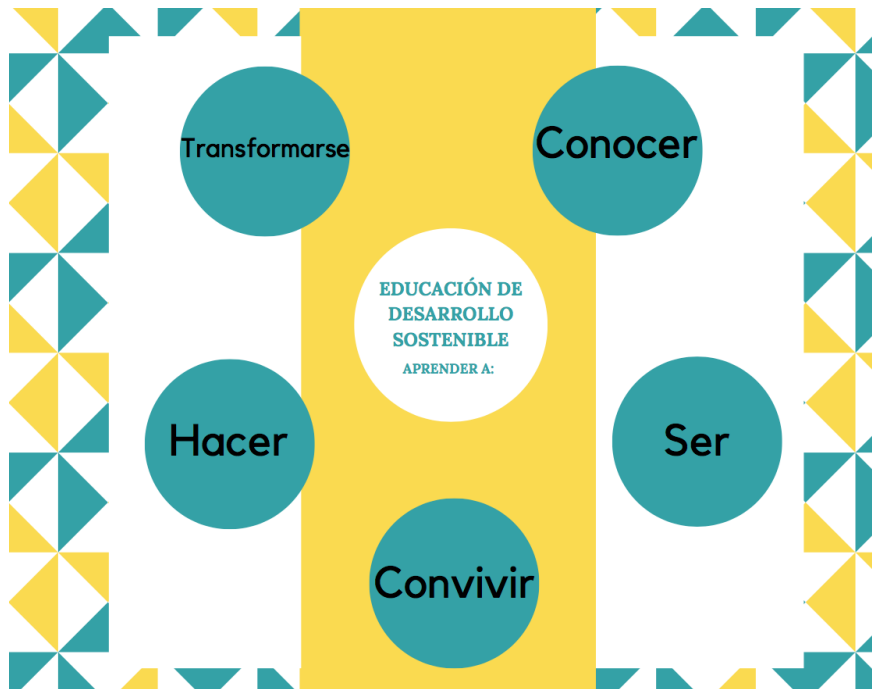 Transformarse
Conocer
EDUCACIÓN DE
DESARROLLO
SOSTENIBLE
APRENDER A:
Hacer
Ser
Convivir